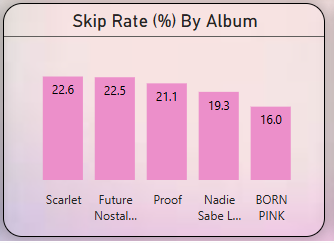 Skip Rate (%) By Album
22.6
22.5
21.1
19.3
16.0
Scarlet
Future
Nostal...
Proof
Nadie
Sabe L...
BORN
PINK